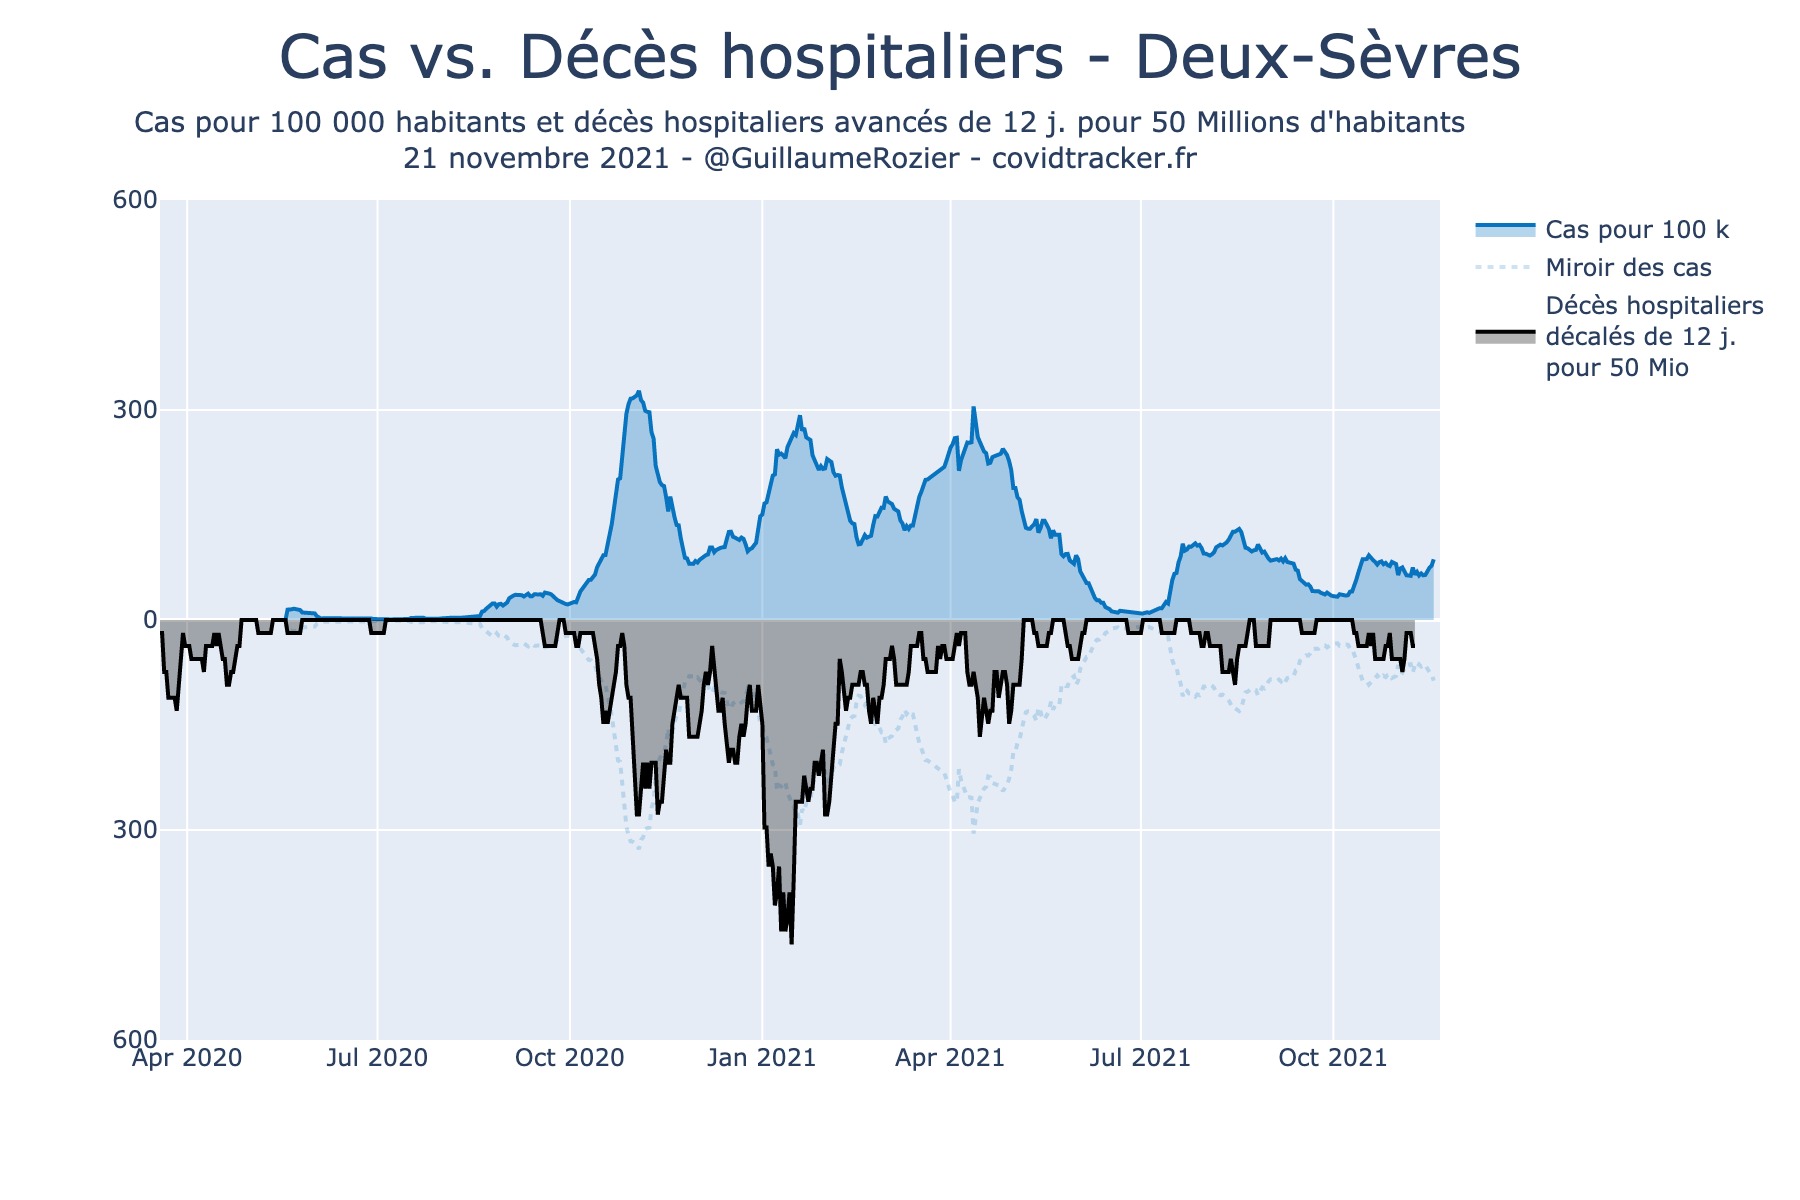 Cas vs. Décès hospitaliers - Deux-Sèvres
Cas pour 100 000 habitants et décès hospitaliers avancés de 12 j. pour 50 Millions d'habitants
21 novembre 2021 - @GuillaumeRozier - covidtracker.fr
600
300
0
300
600
Apr 2020
Jul 2020
Oct 2020
Jan 2021
Apr 2021
Jul 2021
Oct 2021
Cas pour 100 k
Miroir des cas
Décès hospitaliers
décalés de 12 j.
pour 50 Mio